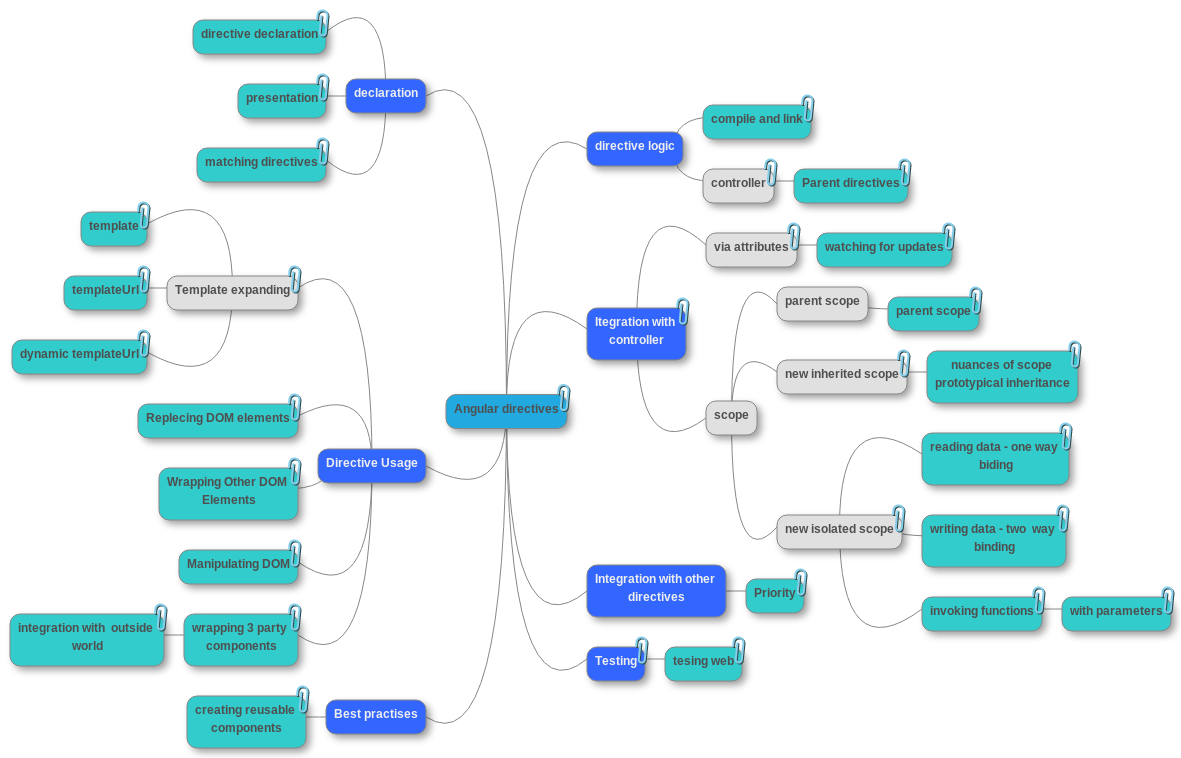 Angular directives
declaration
directive declaration
presentation
matching directives
Directive Usage
Template expanding
template
templateUrl
dynamic templateUrl
Replecing DOM elements
Wrapping Other DOM
Elements
Manipulating DOM
wrapping 3 party
components
integration with  outside
world
Best practises
creating reusable
components
directive logic
compile and link
controller
Parent directives
Itegration with
controller
via attributes
watching for updates
scope
parent scope
parent scope
new inherited scope
nuances of scope
prototypical inheritance
new isolated scope
reading data - one way
biding
writing data - two  way
binding
invoking functions
with parameters
Integration with other
directives
Priority
Testing
tesing web